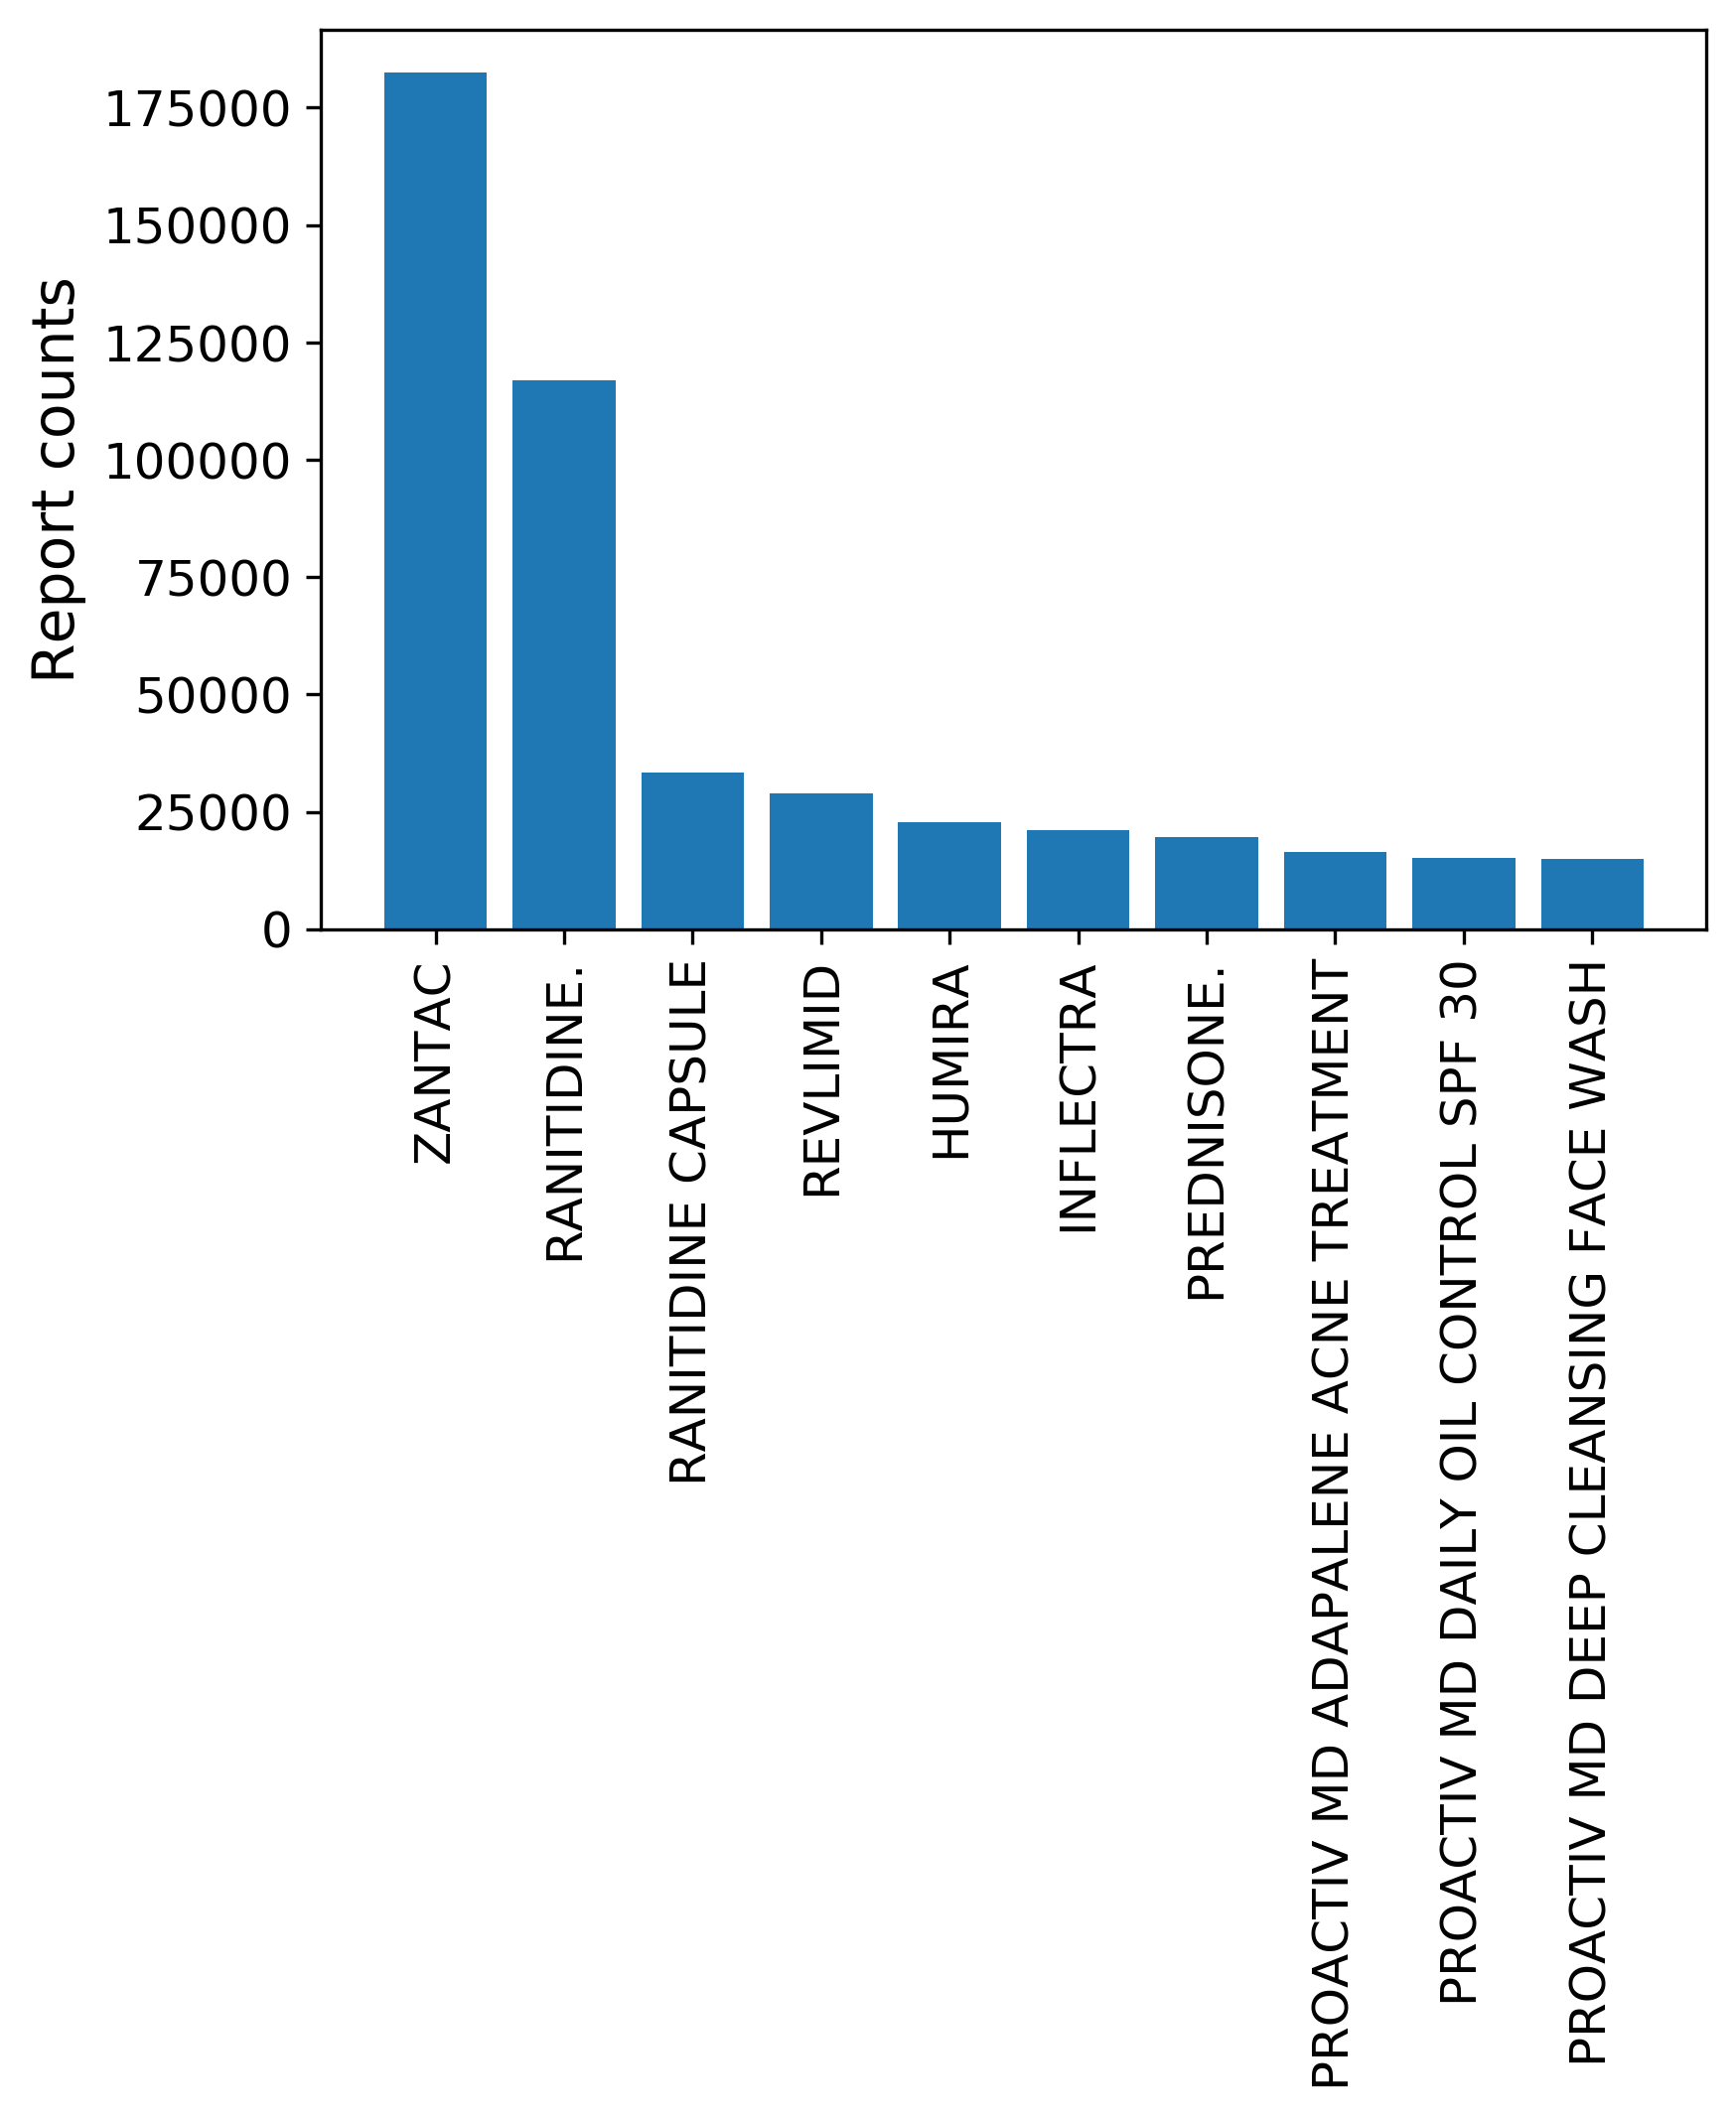 Report counts
175000
150000
125000
100000
75000
50000
25000
0
ZANTAC
RANITIDINE.
RANITIDINE CAPSULE
REVLIMID
HUMIRA
INFLECTRA
PREDNISONE.
PROACTIV MD ADAPALENE ACNE TREATMENT
PROACTIV MD DAILY OIL CONTROL SPF 30
PROACTIV MD DEEP CLEANSING FACE WASH